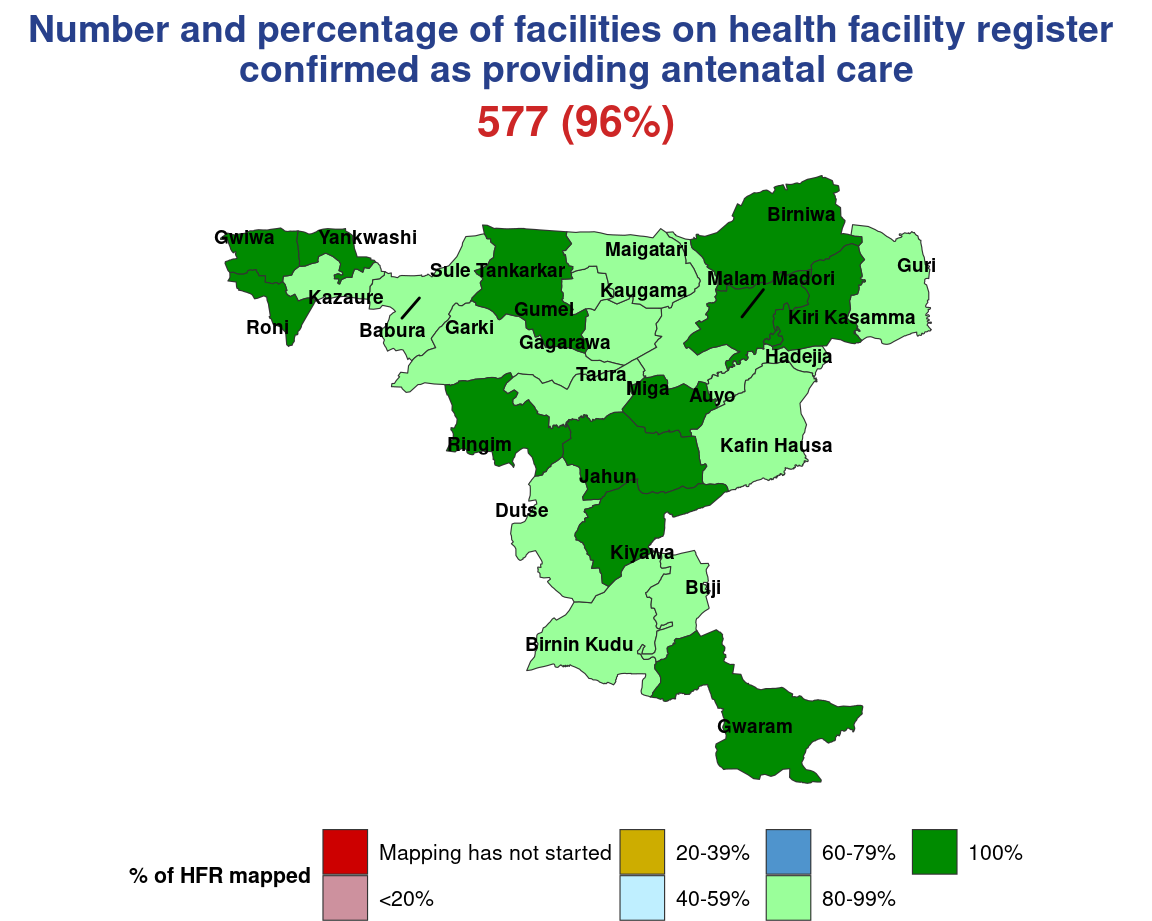 Number and percentage of facilities on health facility register
confirmed as providing antenatal care
577 (96%)
Birniwa
Gwiwa
Yankwashi
Maigatari
Guri
Sule Tankarkar
Malam Madori
Kazaure
Kaugama
Gumel
Kiri Kasamma
Roni
Babura
Garki
Gagarawa
Hadejia
Taura
Miga
Auyo
Ringim
Kafin Hausa
Jahun
Dutse
Kiyawa
Buji
Birnin Kudu
Gwaram
% of HFR mapped
Mapping has not started
<20%
20-39%
40-59%
60-79%
80-99%
100%